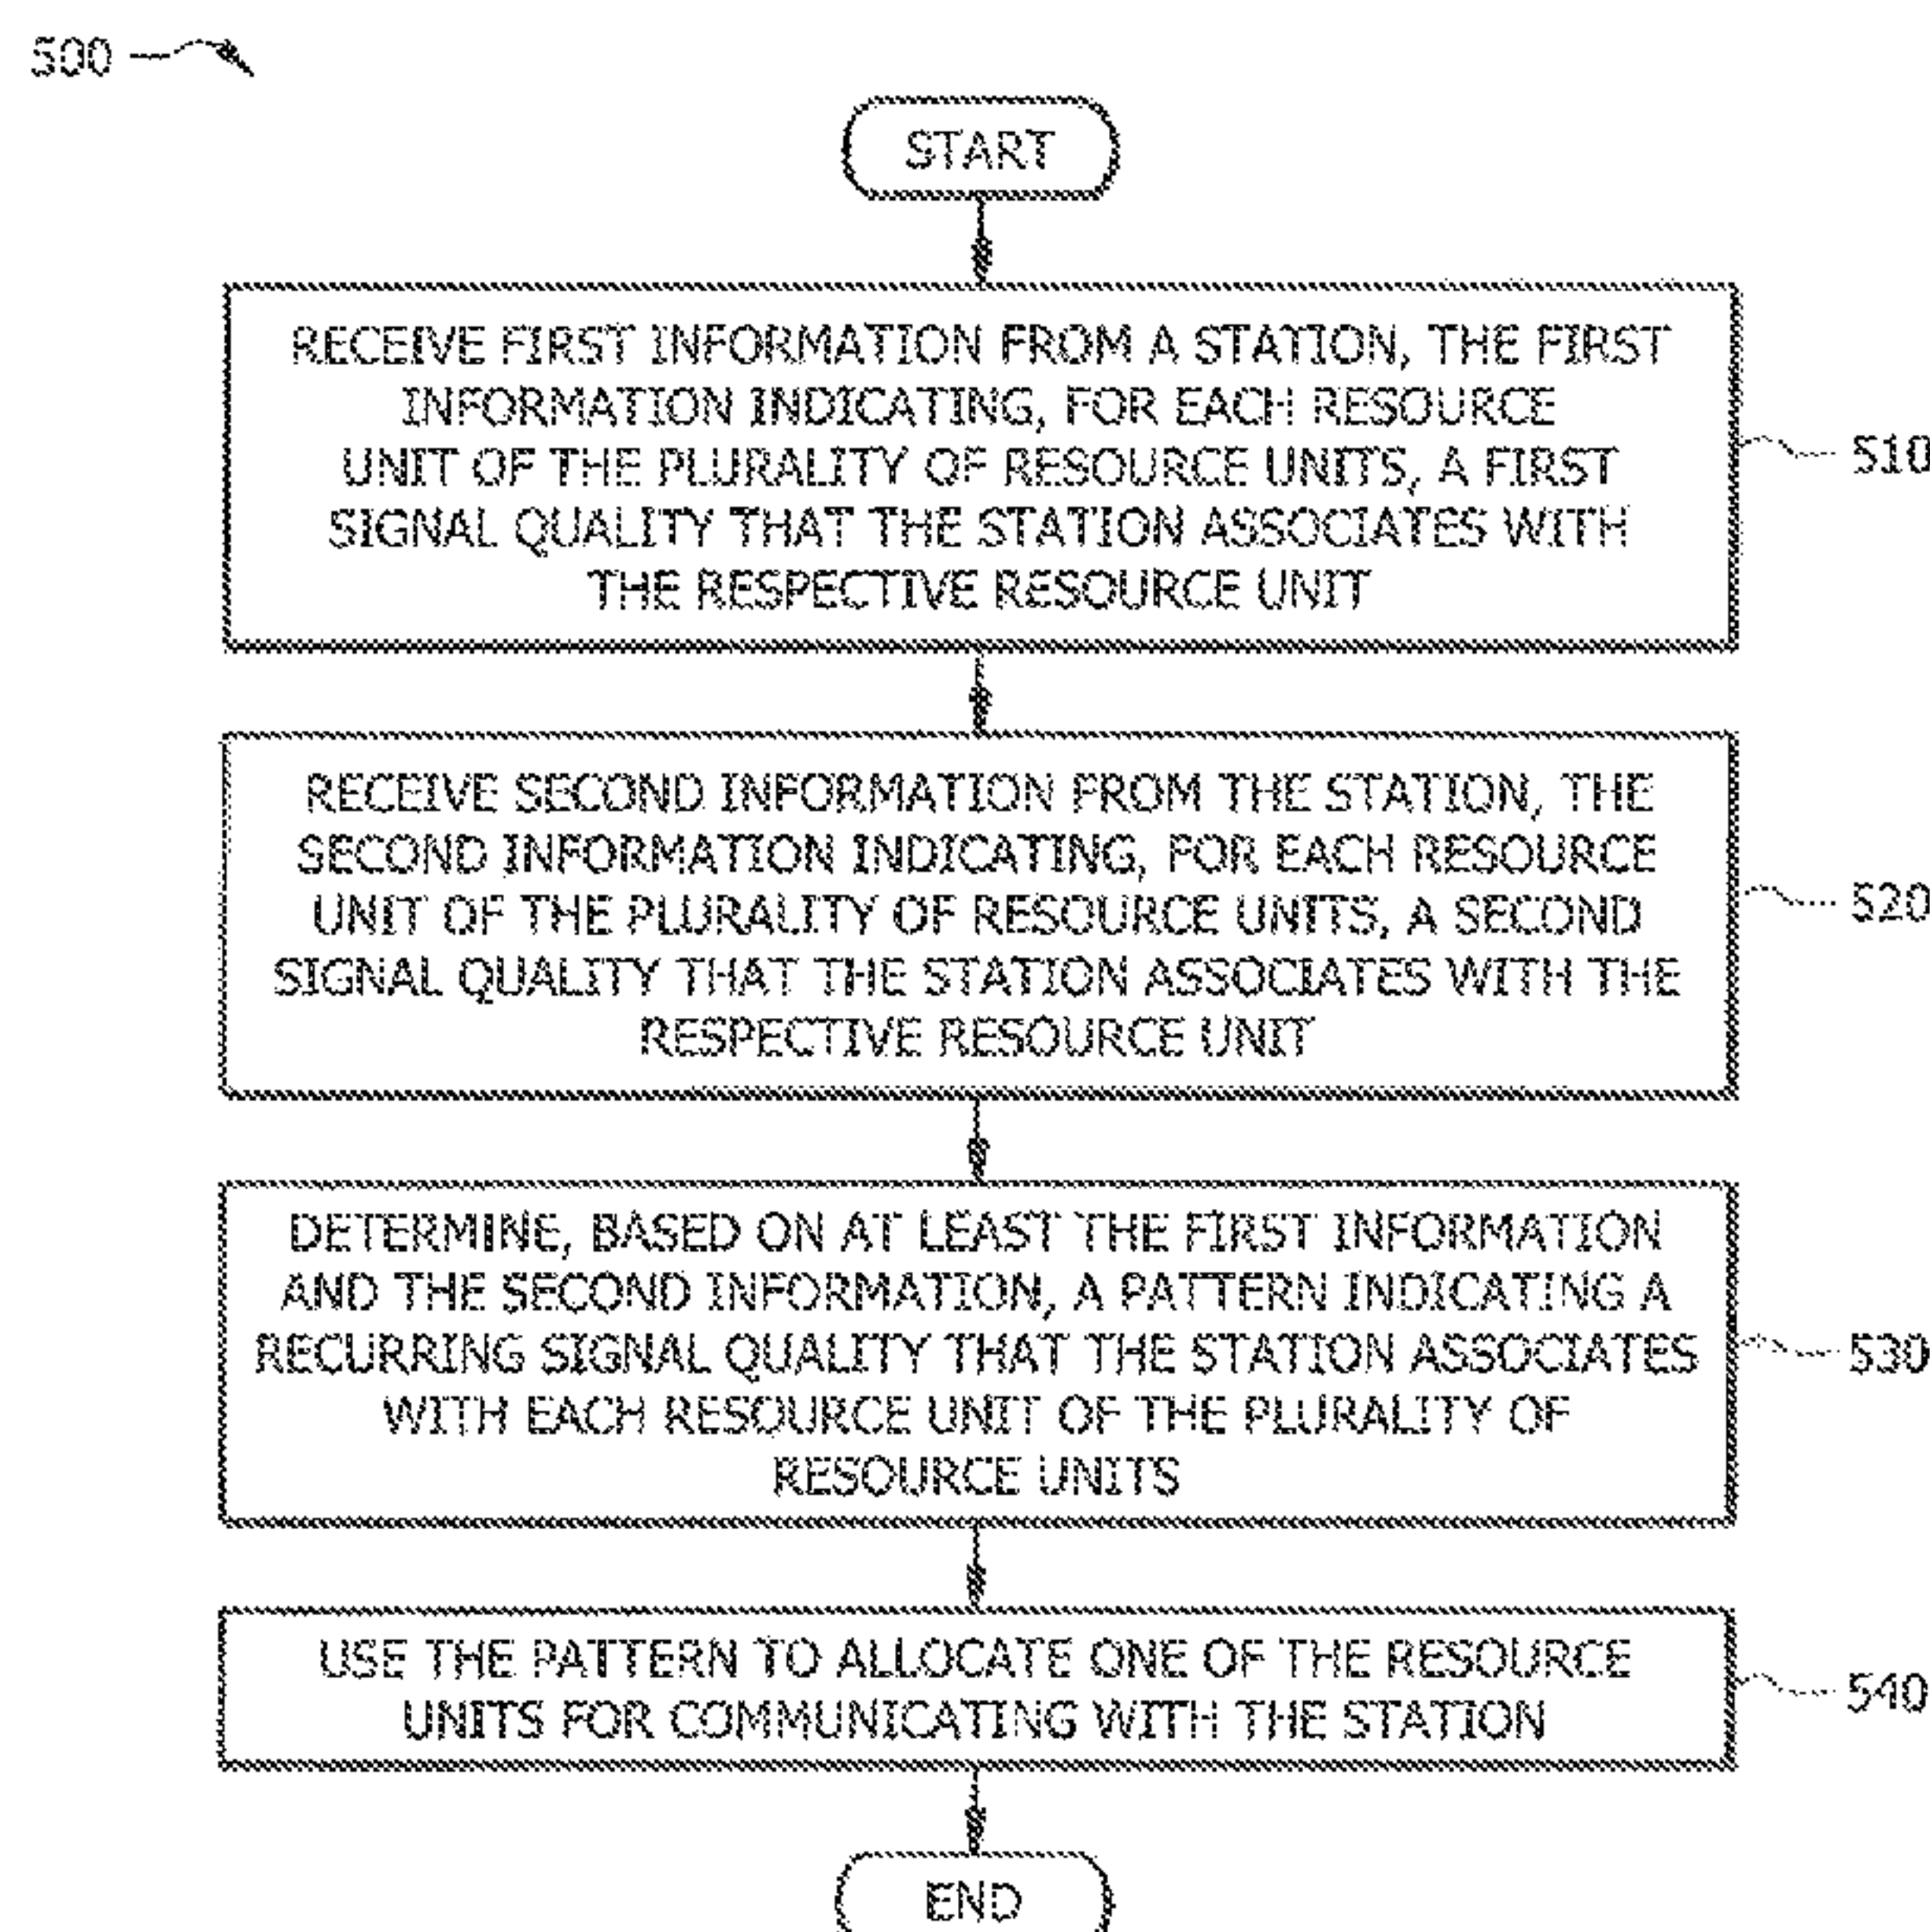 500
START
RECEIVE FIRST INFORMATION FROM A STATION, THE FIRST
INFORMATION INDICATING, FOR EACH RESOURCE
UNIT OF THE PLURALITY OF RESOURCE UNITS, A FIRST
SIGNAL QUALITY THAT THE STATION ASSOCIATES WITH
THE RESPECTIVE RESOURCE UNIT
510
RECEIVE SECOND INFORMATION FROM THE STATION, THE
SECOND INFORMATION INDICATING, FOR EACH RESOURCE
UNIT OF THE PLURALITY OF RESOURCE UNITS, A SECOND
SIGNAL QUALITY THAT THE STATION ASSOCIATES WITH THE
RESPECTIVE RESOURCE UNIT
520
DETERMINE, BASED ON AT LEAST THE FIRST INFORMATION
AND THE SECOND INFORMATION, A PATTERN INDICATING A
RECURRING SIGNAL QUALITY THAT THE STATION ASSOCIATES
WITH EACH RESOURCE UNIT OF THE PLURALITY OF
RESOURCE UNITS
530
USE THE PATTERN TO ALLOCATE ONE OF THE RESOURCE
UNITS FOR COMMUNICATING WITH THE STATION
540
END